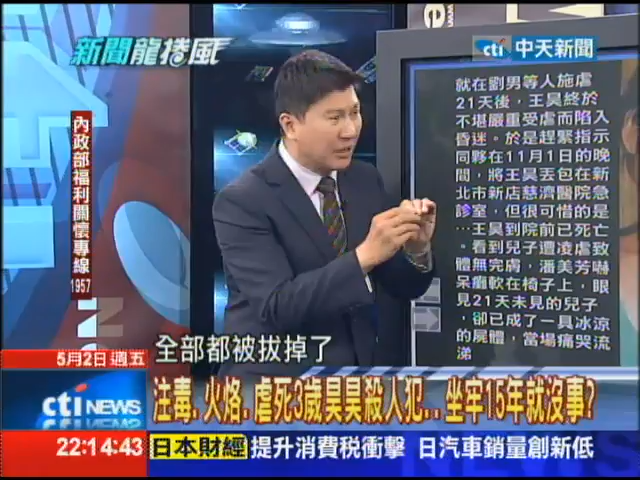 新聞龍捲風
cti 中天新聞
內政部福利關懷專線
1957
就在劉男等人施虐
21天後，王昊終於
不堪嚴重受虐而陷入
昏迷。於是趕緊指示
同夥在11月1日的晚
間，將王昊丟包在新
北市新店慈濟醫院急
診室，但很可惜的是
…王昊到院前已死亡
。看到兒子遭凌虐致
體無完膚，潘美芳嚇
呆癱軟在椅子上，眼
見21天未見的兒子
，卻已成了一具冰涼
的屍體，當場痛哭流
涕
全部都被拔掉了
5月2日 週五
注毒.火烙.虐死3歲昊昊殺人犯..坐牢15年就沒事?
cti NEWS
22:14:43
日本財經 提升消費稅衝擊 日汽車銷量創新低